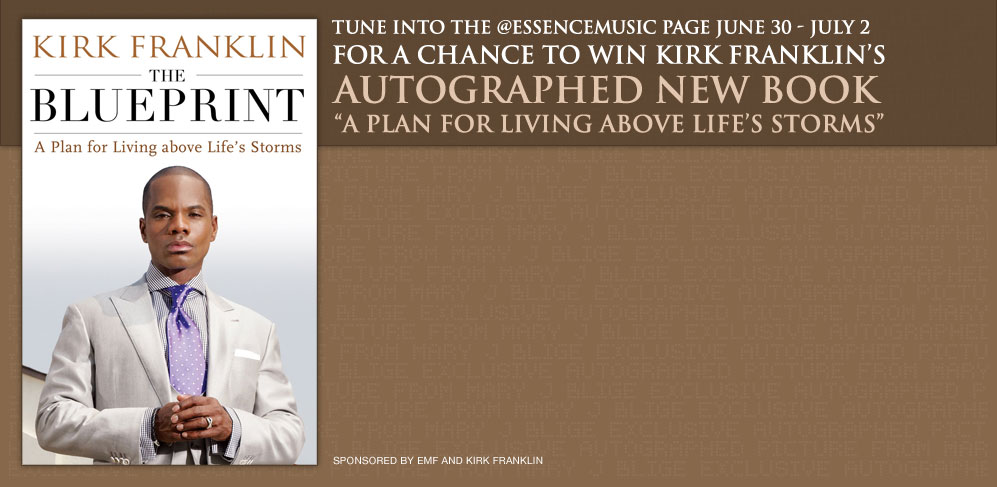 KIRK FRANKLIN
THE
BLUEPRINT
A Plan for Living above Life's Storms
TUNE INTO THE @ESSENCEMUSIC PAGE JUNE 30 - JULY 2
FOR A CHANCE TO WIN KIRK FRANKLIN'S
AUTOGRAPHED NEW BOOK
“A PLAN FOR LIVING ABOVE LIFE'S STORMS”
SPONSORED BY EMF AND KIRK FRANKLIN